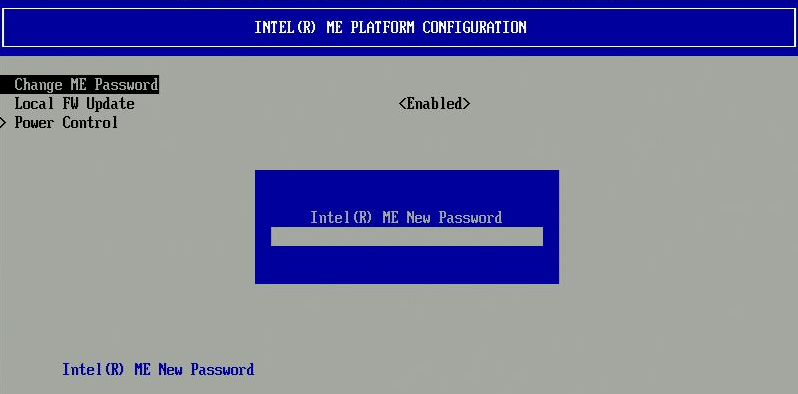 INTEL(R) ME PLATFORM CONFIGURATION
Change ME Password
Local FW Update <Enabled>
> Power Control
Intel(R) ME New Password
Intel(R) ME New Password